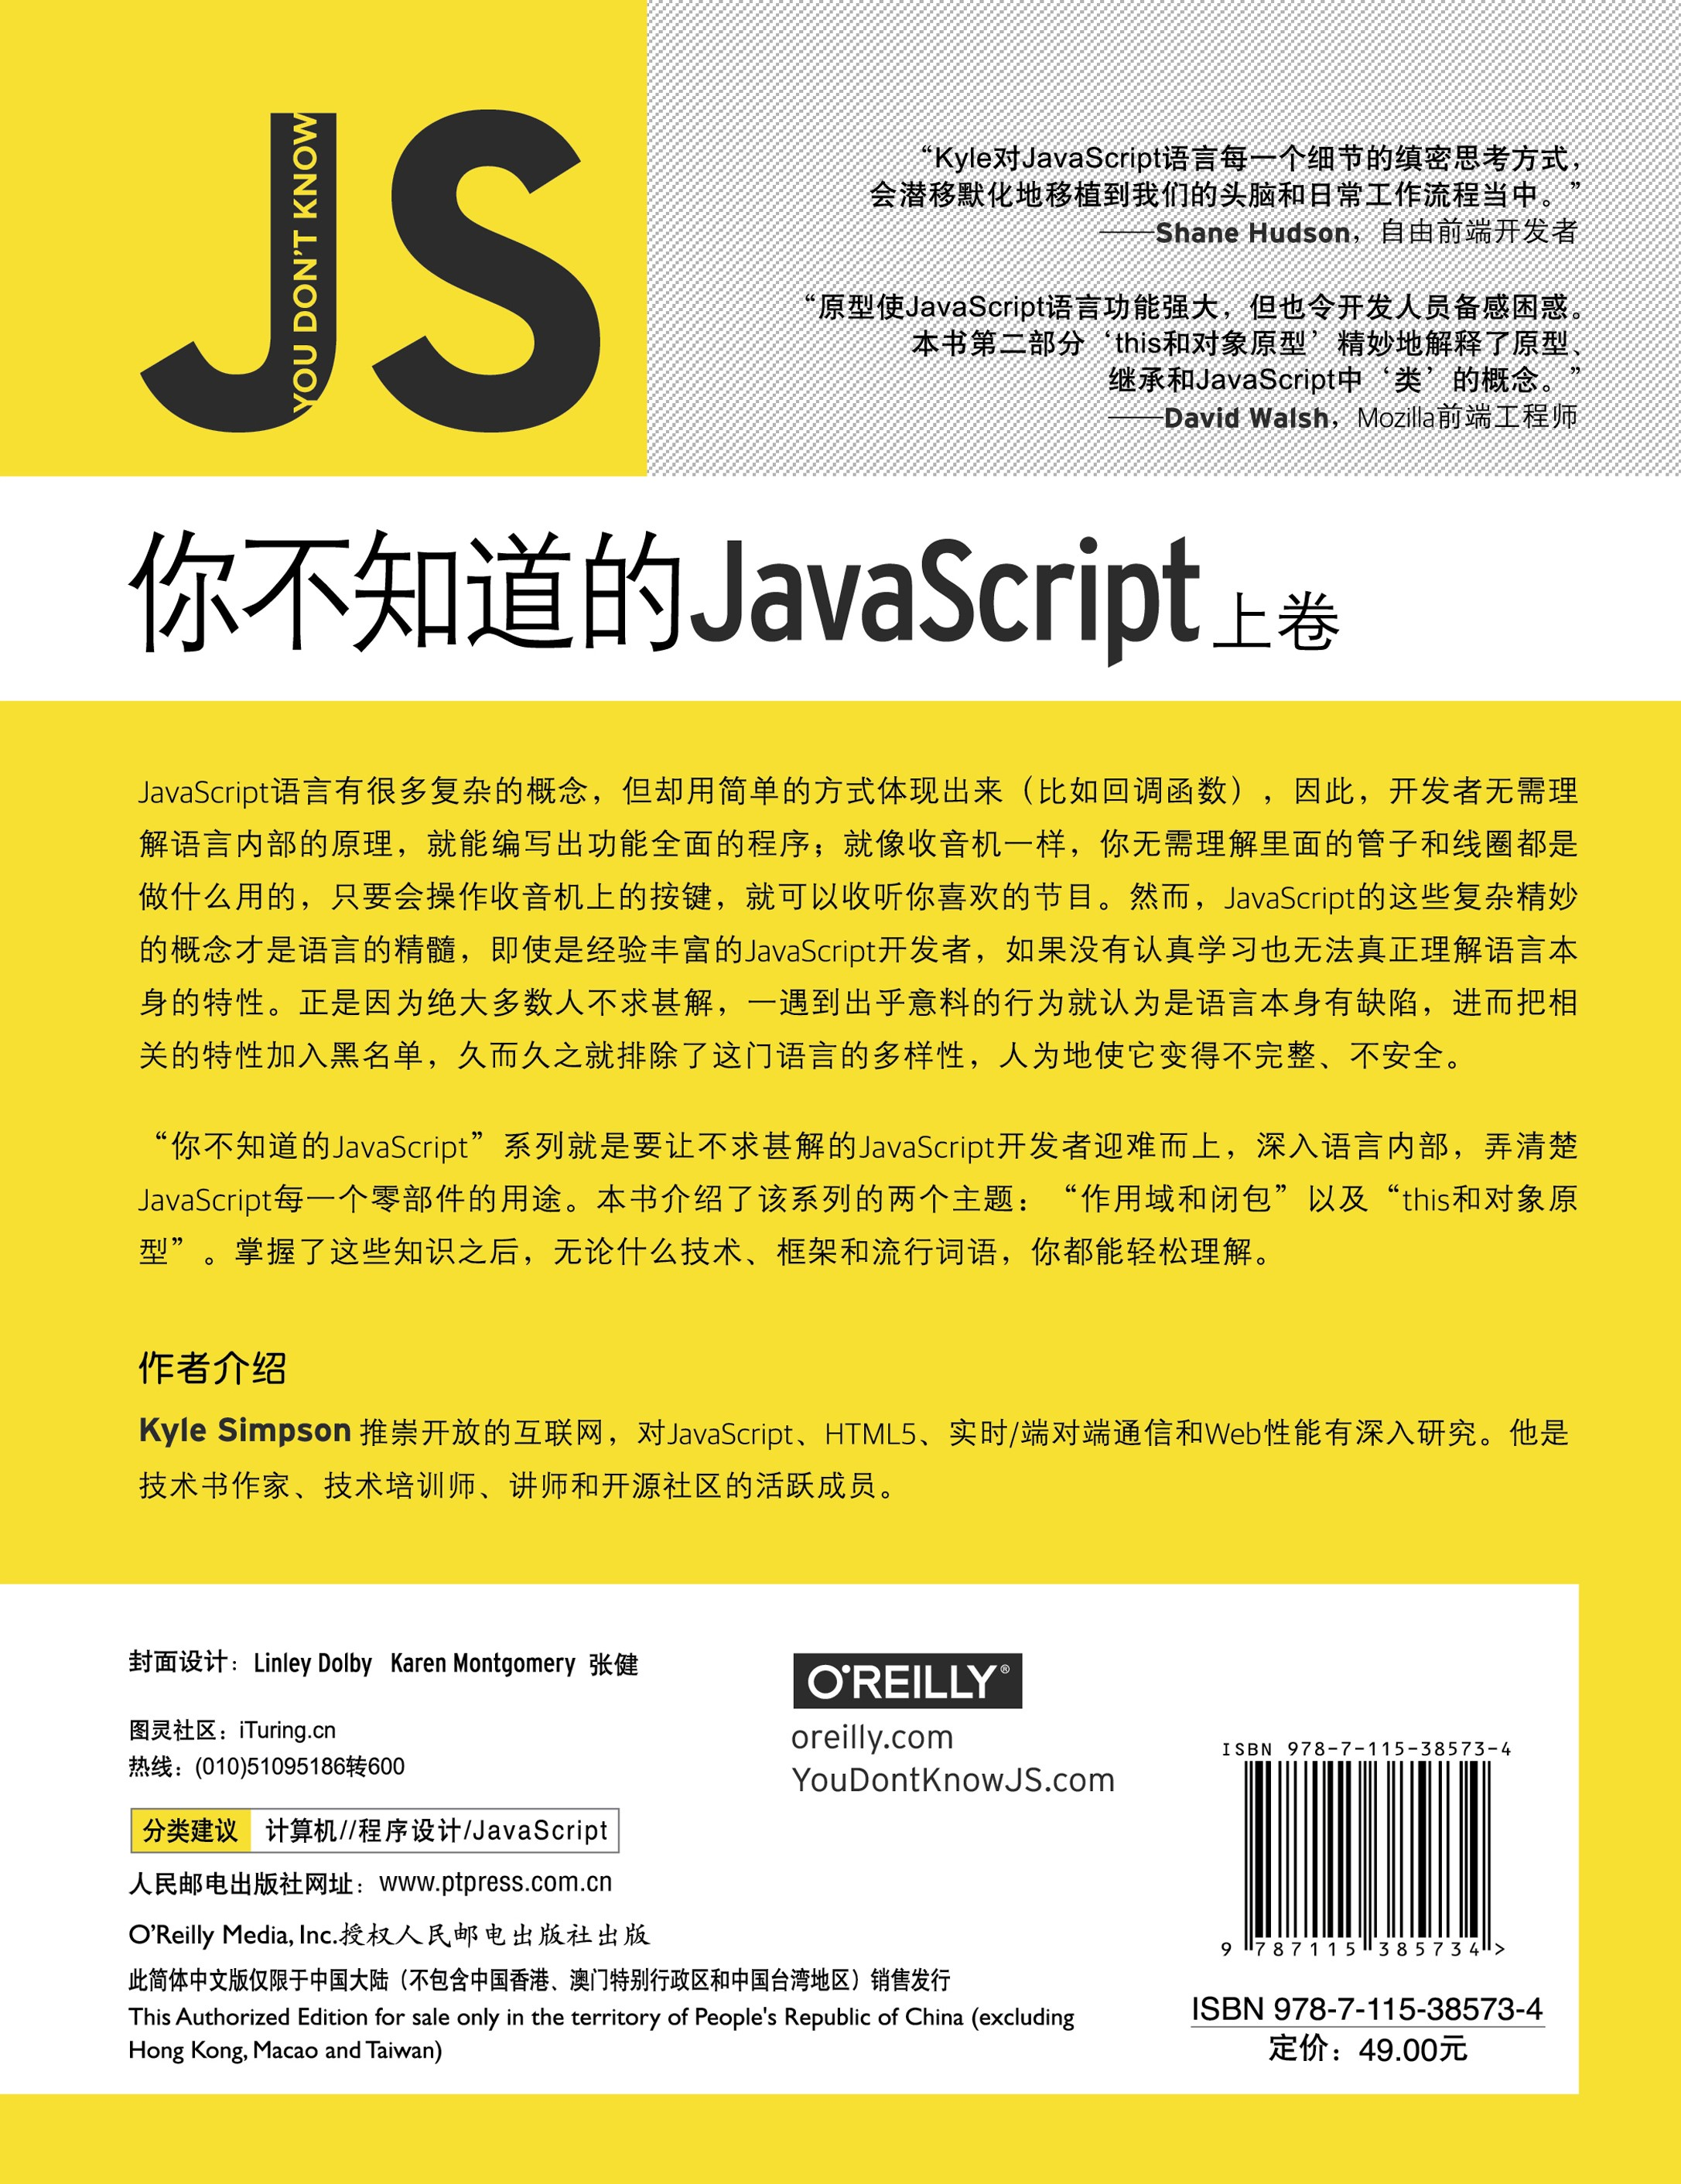 JS
YOU DON'T KNOW
“Kyle对JavaScript语言每一个细节的缜密思考方式，
会潜移默化地移植到我们的头脑和日常工作流程当中。”
——Shane Hudson，自由前端开发者
“原型使JavaScript语言功能强大，但也令开发人员备感困惑。
本书第二部分‘this和对象原型’精妙地解释了原型、
继承和JavaScript中‘类’的概念。”
——David Walsh，Mozilla前端工程师
你不知道的JavaScript 上卷
JavaScript语言有很多复杂的概念，但却用简单的方式体现出来（比如回调函数），因此，开发者无需理
解语言内部的原理，就能编写出功能全面的程序；就像收音机一样，你无需理解里面的管子和线圈都是
做什么用的，只要会操作收音机上的按键，就可以收听你喜欢的节目。然而，JavaScript的这些复杂精妙
的概念才是语言的精髓，即使是经验丰富的JavaScript开发者，如果没有认真学习也无法真正理解语言本
身的特性。正是因为绝大多数人不求甚解，一遇到出乎意料的行为就认为是语言本身有缺陷，进而把相
关的特性加入黑名单，久而久之就排除了这门语言的多样性，人为地使它变得不完整、不安全。
“你不知道的JavaScript”系列就是要让不求甚解的JavaScript开发者迎难而上，深入语言内部，弄清楚
JavaScript每一个零部件的用途。本书介绍了该系列的两个主题：“作用域和闭包”以及“this和对象原
型”。掌握了这些知识之后，无论什么技术、框架和流行词语，你都能轻松理解。
作者介绍
Kyle Simpson 推崇开放的互联网，对JavaScript、HTML5、实时/端对端通信和Web性能有深入研究。他是
技术书作家、技术培训师、讲师和开源社区的活跃成员。
封面设计：Linley Dolby Karen Montgomery 张健
图灵社区：iTuring.cn
热线：(010)51095186转600
分类建议 计算机//程序设计/JavaScript
人民邮电出版社网址：www.ptpress.com.cn
O'Reilly Media, Inc.授权人民邮电出版社出版
此简体中文版仅限于中国大陆（不包含中国香港、澳门特别行政区和中国台湾地区）销售发行
This Authorized Edition for sale only in the territory of People's Republic of China (excluding
Hong Kong, Macao and Taiwan)
O'REILLY®
oreilly.com
YouDontKnowJS.com
ISBN 978-7-115-38573-4
9 787115 385734 >
ISBN 978-7-115-38573-4
定价：49.00元